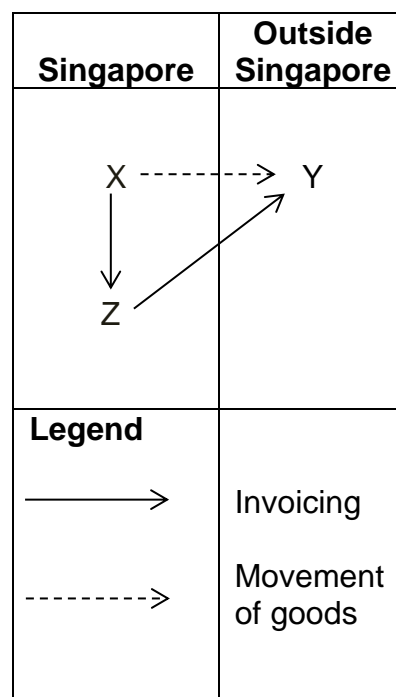 Singapore
Outside
Singapore
X
Y
Z
Legend
Invoicing
Movement
of goods